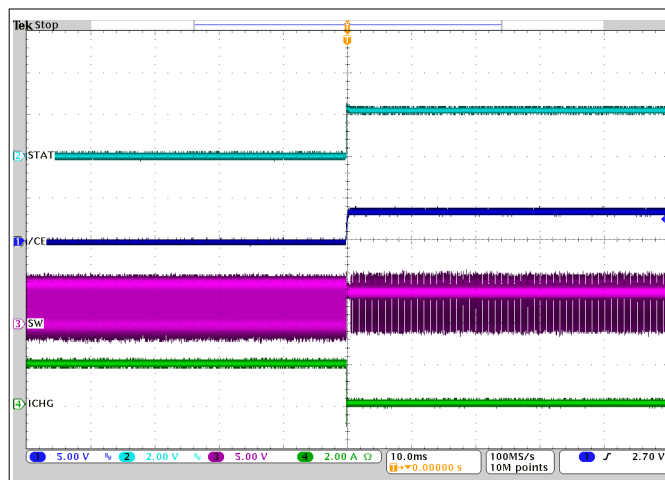 Tek Stop
T
T
2 STAT
1 /CE
3 SW
4 ICHG
1 5.00 V 2 2.00 V 3 5.00 V 4 2.00 A Ω 10.0ms 100MS/s 1 2.70 V
T→▼0.00000 s 10M points